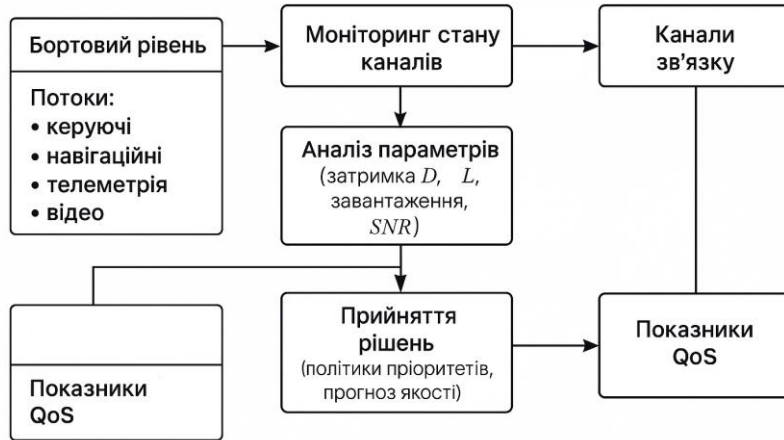 Бортовий рівень
Потоки:
• керуючі
• навігаційні
• телеметрія
• відео
Моніторинг стану
каналів
Канали
зв'язку
Аналіз параметрів
(затримка D, L,
завантаження,
SNR)
Показники
QoS
Прийняття
рішень
(політики пріоритетів,
прогноз якості)
Показники
QoS